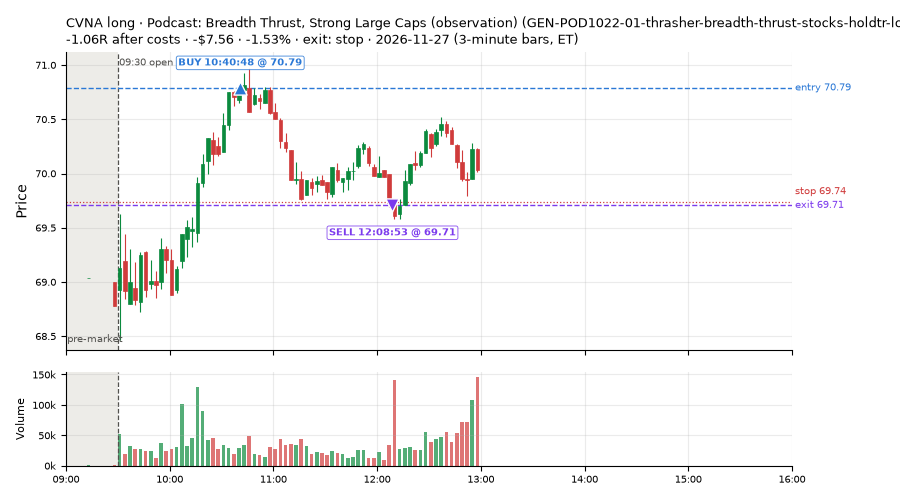 CVNA long · Podcast: Breadth Thrust, Strong Large Caps (observation) (GEN-POD1022-01-thrasher-breadth-thrust-stocks-holdtr-lo
-1.06R after costs · -$7.56 · -1.53% · exit: stop · 2026-11-27 (3-minute bars, ET)
09:30 open
BUY 10:40:48 @ 70.79
71.0
70.5
70.0
69.5
69.0
68.5
Price
entry 70.79
stop 69.74
exit 69.71
SELL 12:08:53 @ 69.71
pre-market
150k
100k
50k
0k
Volume
09:00 10:00 11:00 12:00 13:00 14:00 15:00 16:00